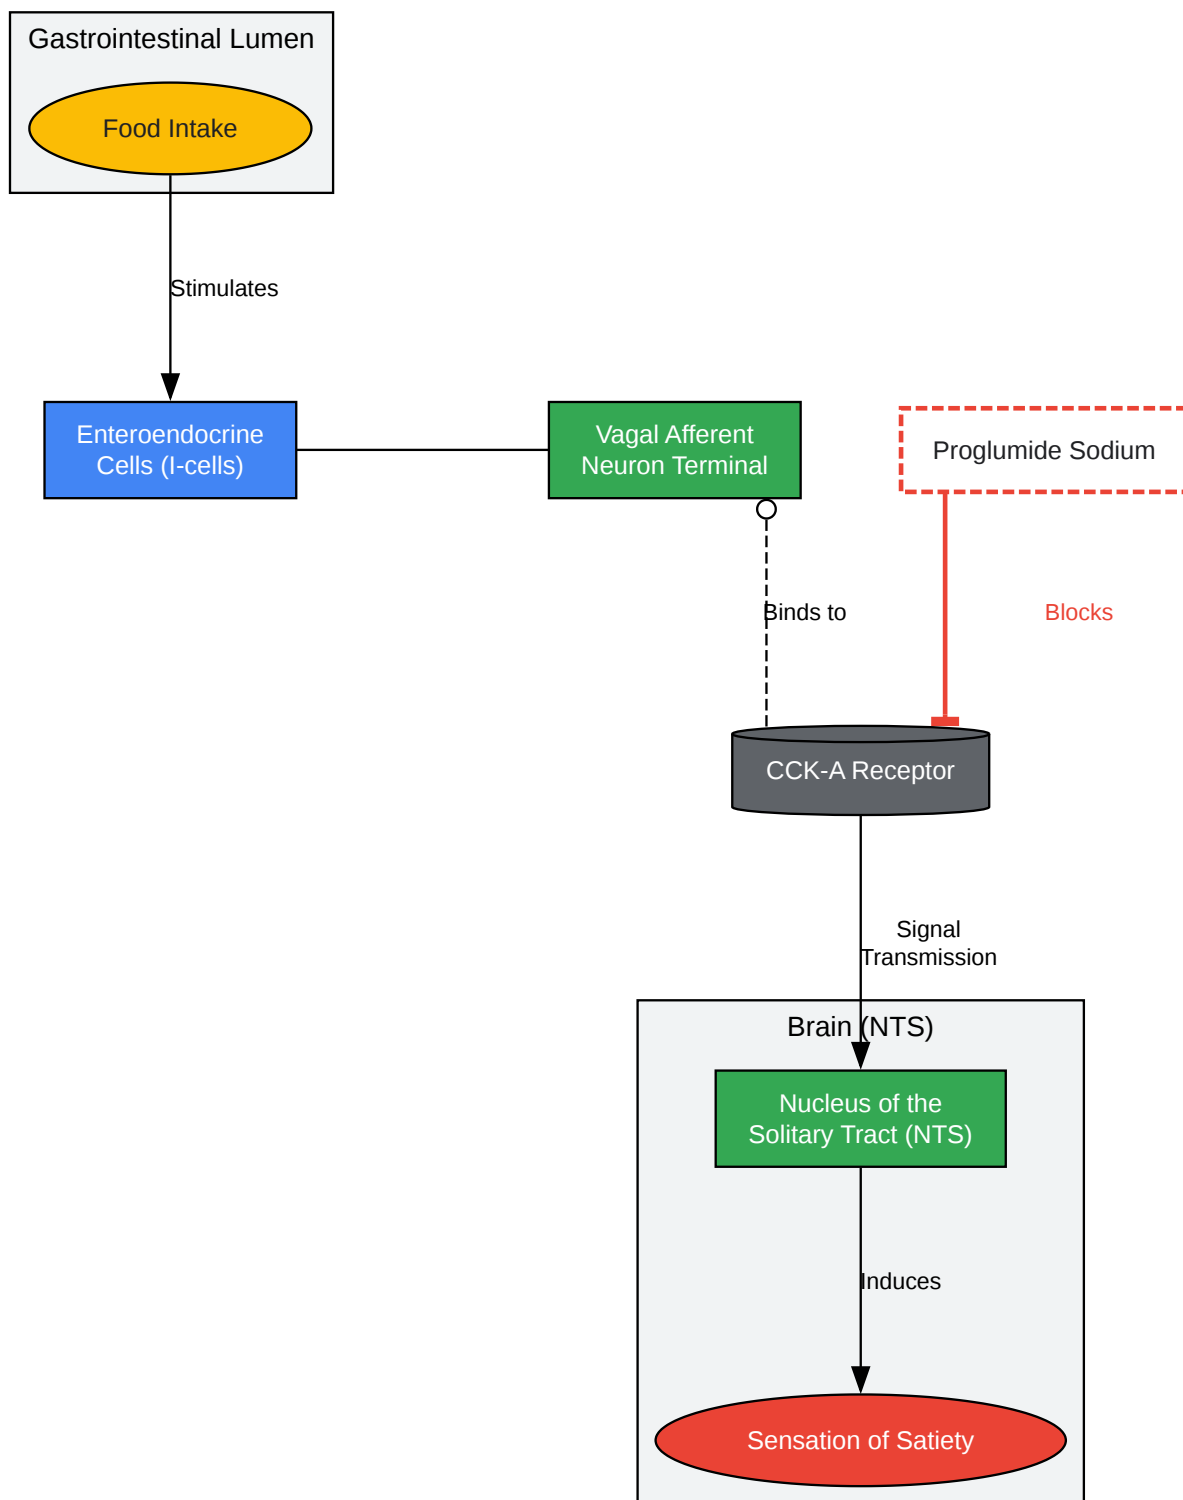 Gastrointestinal Lumen
Food Intake
Stimulates
Enteroendocrine
Cells (I-cells)
Vagal Afferent
Neuron Terminal
Proglumide Sodium
Binds to
Blocks
CCK-A Receptor
Signal
Transmission
Brain (NTS)
Nucleus of the
Solitary Tract (NTS)
Induces
Sensation of Satiety